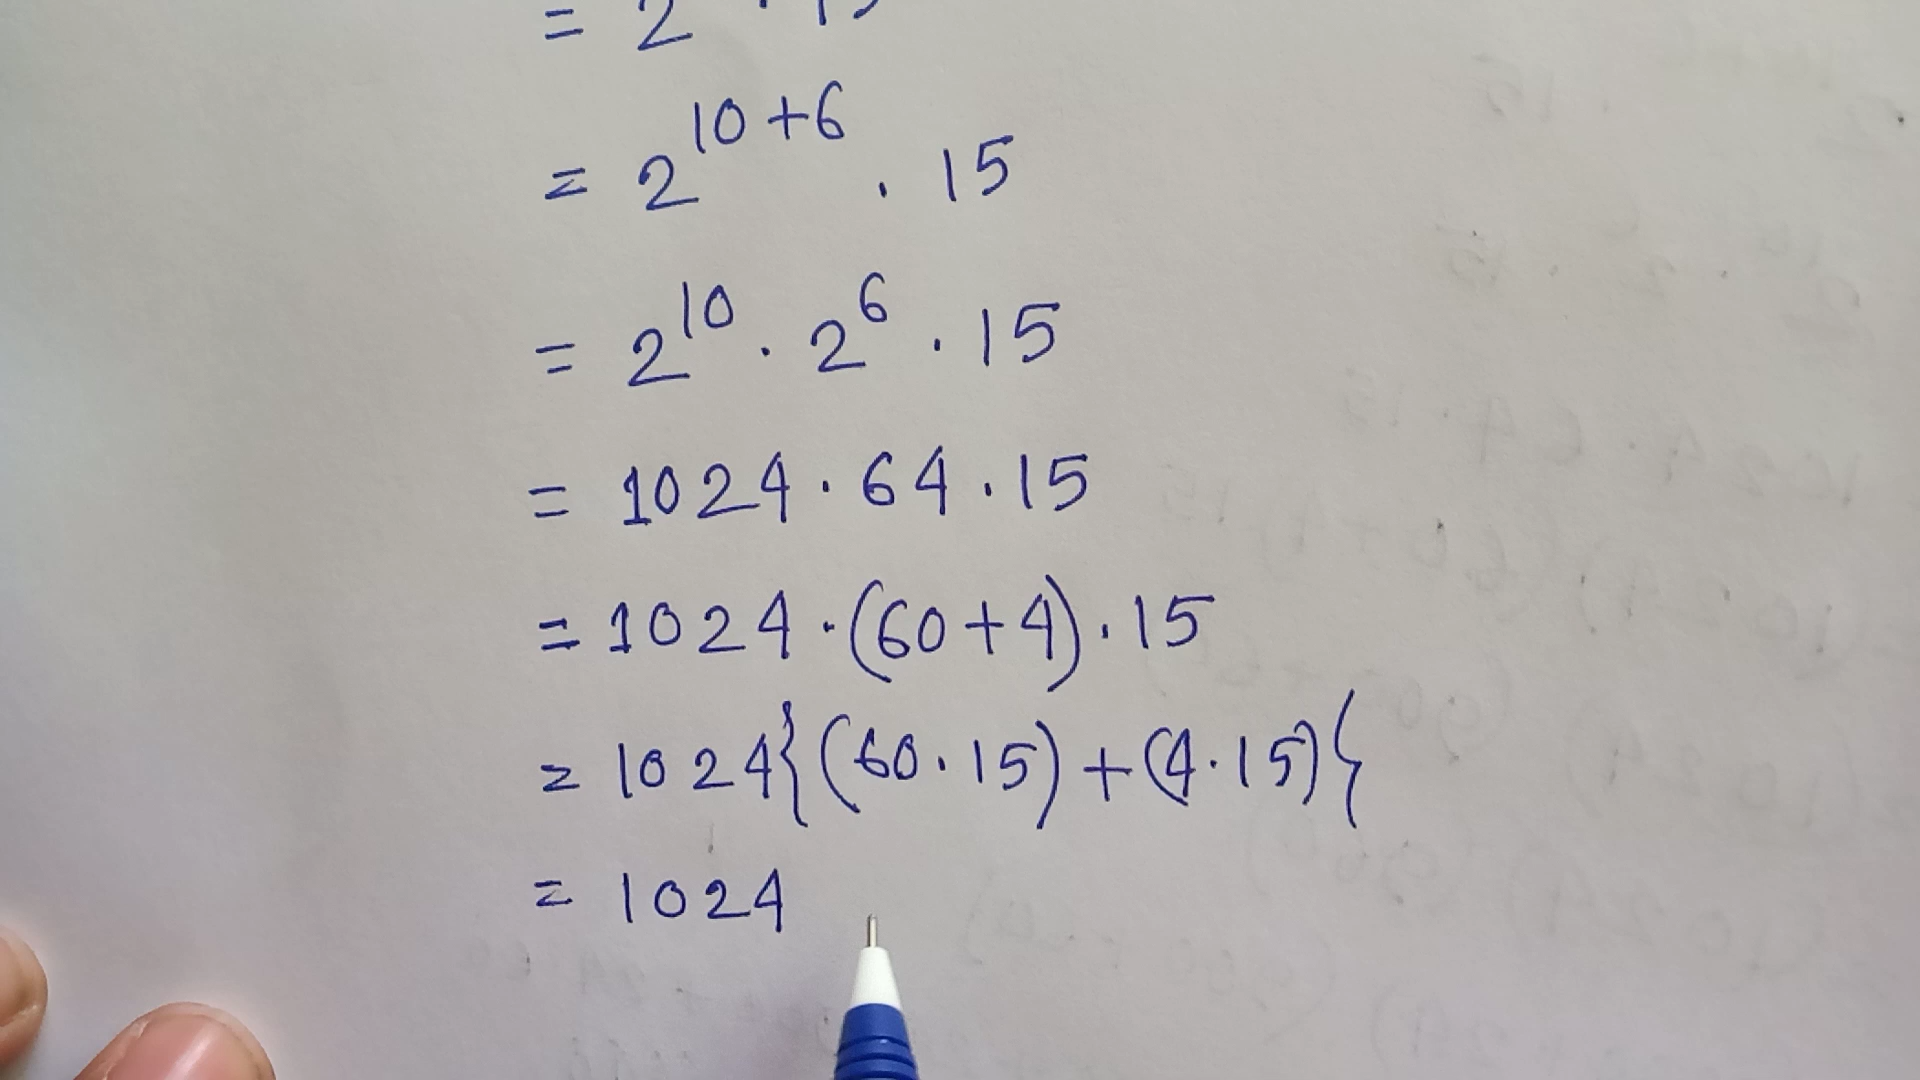 = 2^{10+6} . 15
= 2^{10} . 2^6 . 15
= 1024 . 64 . 15
= 1024 . (60+4) . 15
= 1024{(60.15)+(4.15){
= 1024